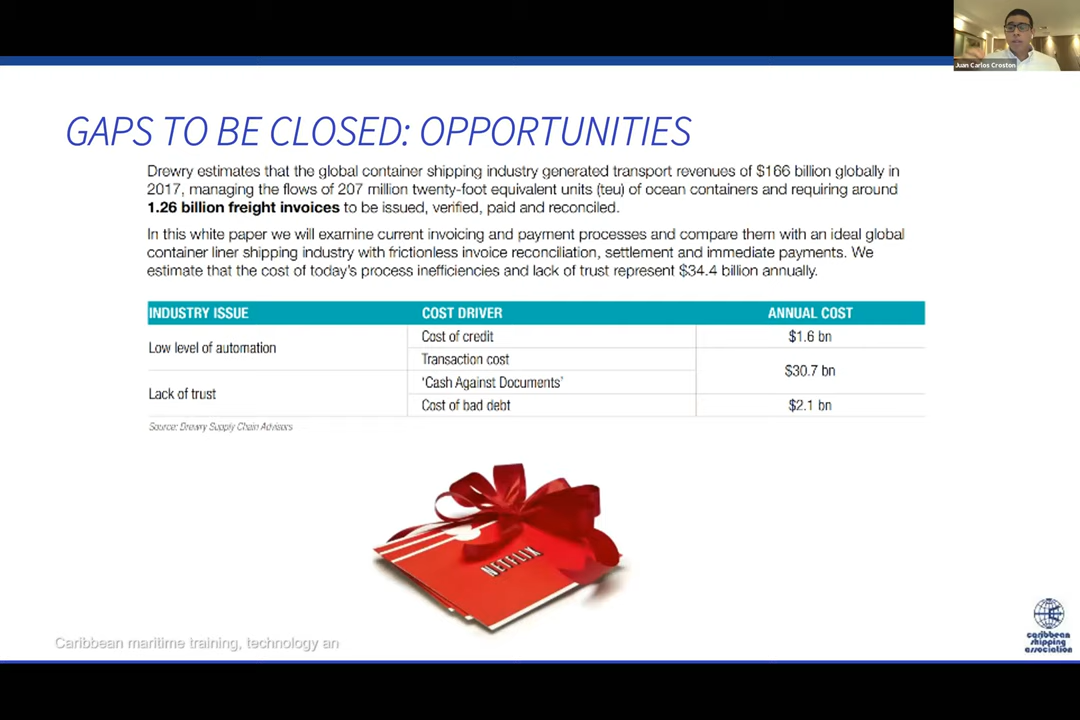 Juan Carlos Croston
GAPS TO BE CLOSED: OPPORTUNITIES
Drewry estimates that the global container shipping industry generated transport revenues of $166 billion globally in
2017, managing the flows of 207 million twenty-foot equivalent units (teu) of ocean containers and requiring around
1.26 billion freight invoices to be issued, verified, paid and reconciled.
In this white paper we will examine current invoicing and payment processes and compare them with an ideal global
container liner shipping industry with frictionless invoice reconciliation, settlement and immediate payments. We
estimate that the cost of today's process inefficiencies and lack of trust represent $34.4 billion annually.
INDUSTRY ISSUE COST DRIVER ANNUAL COST
Low level of automation Cost of credit $1.6 bn
Transaction cost $30.7 bn
Lack of trust 'Cash Against Documents'
Cost of bad debt $2.1 bn
Source: Drewry Supply Chain Advisors
NETFLIX
Caribbean maritime training, technology an
caribbean
shipping
association